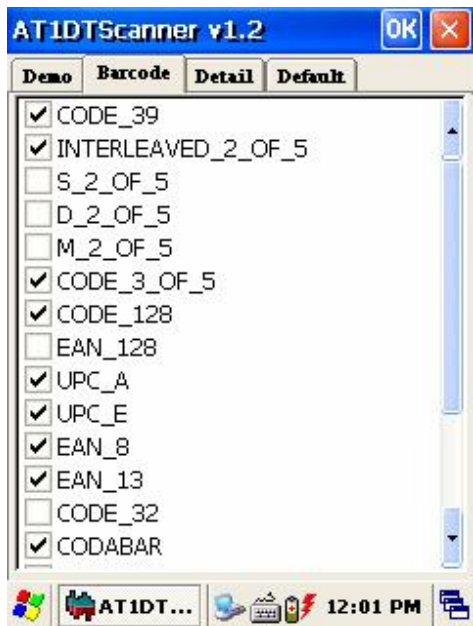 AT1DTScanner v1.2 OK
Demo Barcode Detail Default
CODE_39
INTERLEAVED_2_OF_5
S_2_OF_5
D_2_OF_5
M_2_OF_5
CODE_3_OF_5
CODE_128
EAN_128
UPC_A
UPC_E
EAN_8
EAN_13
CODE_32
CODABAR
AT1DT... 12:01 PM